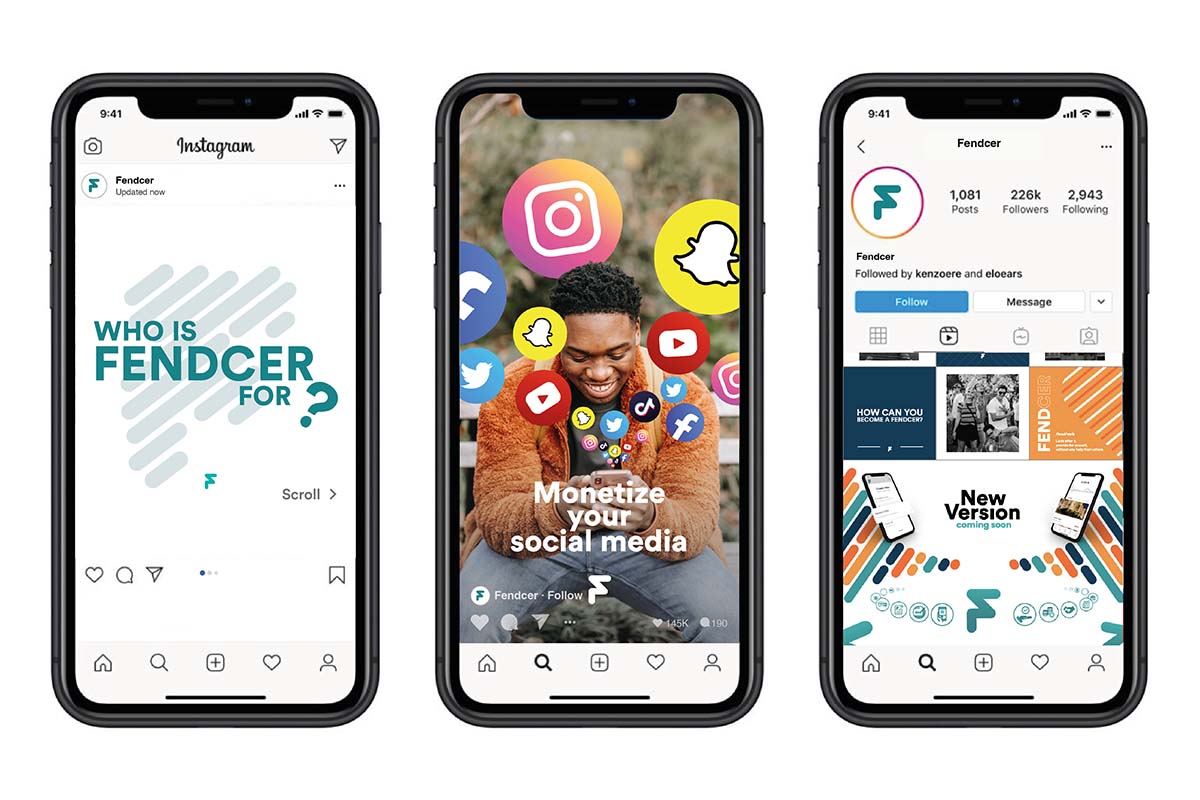 9:41
Instagram
Fendcer
Updated now
WHO IS
FENDCER
FOR ?
Scroll
Monetize
your
social media
Fendcer · Follow
145K
190
9:41
Fendcer
1,081
226k
2,943
Posts
Followers
Following
Fendcer
Followed by kenzoere and eloears
Follow
Message
HOW CAN YOU
BECOME A FENDCER?
FENDCER
New
Version
coming soon